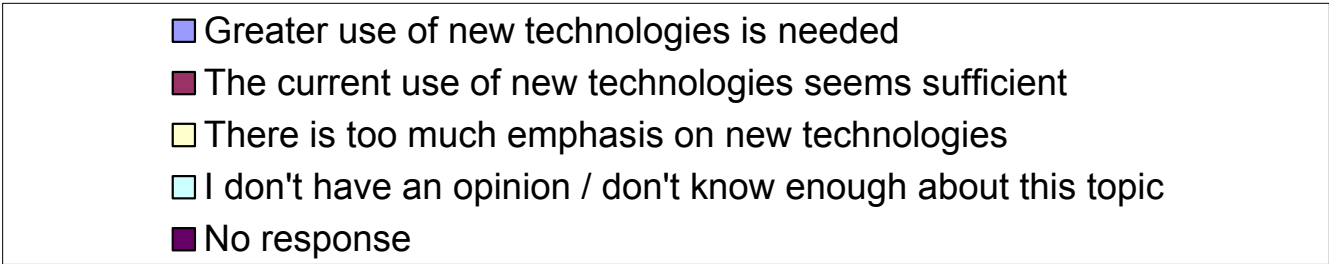 Greater use of new technologies is needed
The current use of new technologies seems sufficient
There is too much emphasis on new technologies
I don't have an opinion / don't know enough about this topic
No response